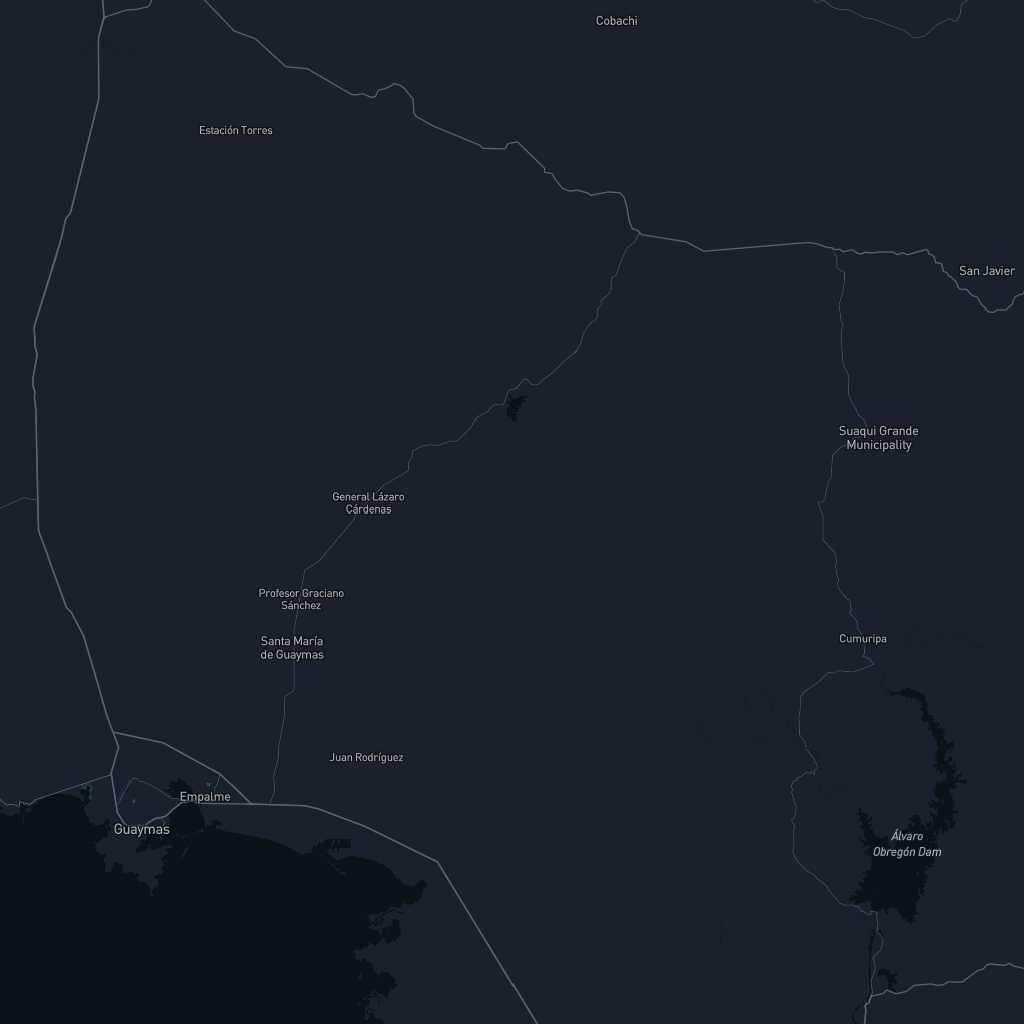 Cobachi
Estación Torres
San Javier
Suaqui Grande
Municipality
General Lázaro
Cárdenas
Profesor Graciano
Sánchez
Santa María
de Guaymas
Cumuripa
Juan Rodríguez
Empalme
Guaymas
Álvaro
Obregón Dam